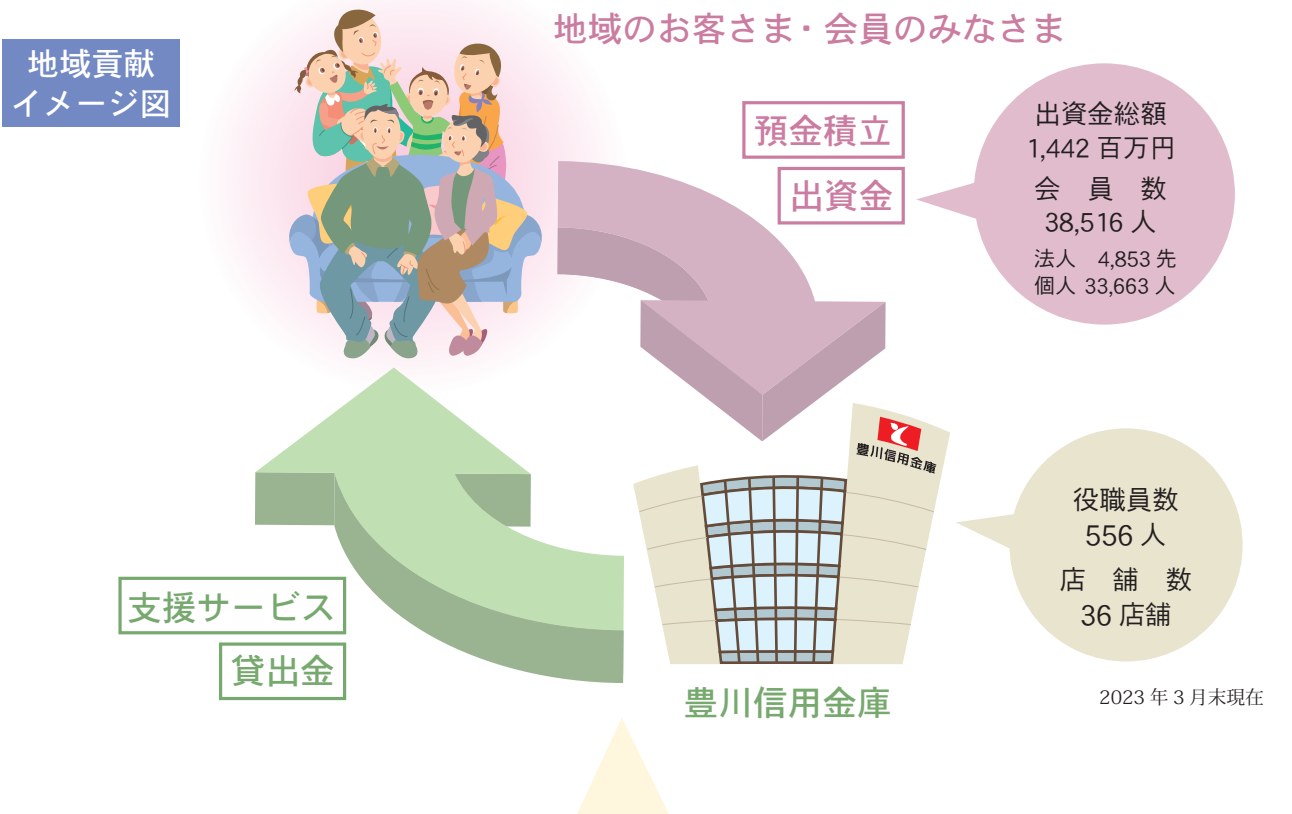 地域貢献
イメージ図
地域のお客さま・会員のみなさま
預金積立
出資金
出資金総額
1,442 百万円
会員数
38,516 人
法人 4,853 先
個人 33,663 人
豊川信用金庫
役職員数
556 人
店舗数
36 店舗
支援サービス
貸出金
豊川信用金庫
2023 年 3 月末現在